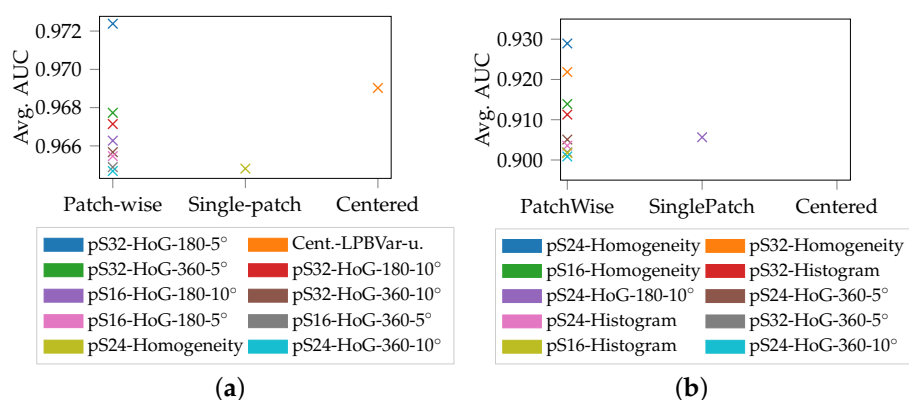 0.972
0.970
0.968
0.966
Avg. AUC
Patch-wise Single-patch Centered
pS32-HoG-180-5° Cent.-LPBVar-u.
pS32-HoG-360-5° pS32-HoG-180-10°
pS16-HoG-180-10° pS32-HoG-360-10°
pS16-HoG-180-5° pS16-HoG-360-5°
pS24-Homogeneity pS24-HoG-360-10°
(a)
0.930
0.920
0.910
0.900
Avg. AUC
PatchWise SinglePatch Centered
pS24-Homogeneity pS32-Homogeneity
pS16-Homogeneity pS32-Histogram
pS24-HoG-180-10° pS24-HoG-360-5°
pS24-Histogram pS32-HoG-360-5°
pS16-Histogram pS24-HoG-360-10°
(b)